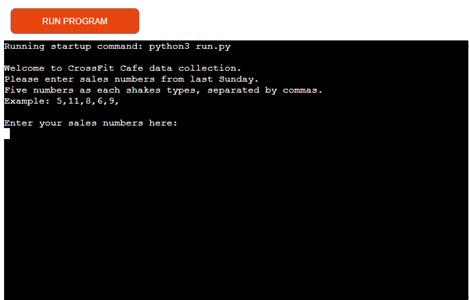 RUN PROGRAM
Running startup command: python3 run.py
Welcome to CrossFit Cafe data collection.
Please enter sales numbers from last Sunday.
Five numbers as each shakes types, separated by commas.
Example: 5,11,8,6,9,
Enter your sales numbers here: